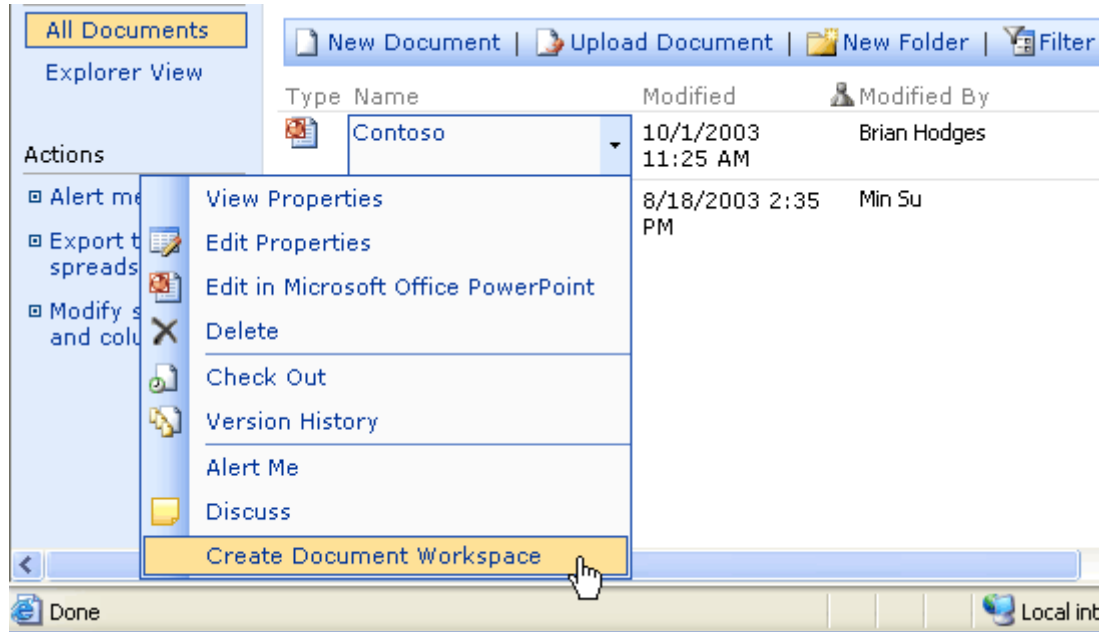 All Documents
Explorer View
Actions
Alert me
Export t
spreads
Modify s
and colu
New Document | Upload Document | New Folder | Filter
Type Name Modified Modified By
Contoso 10/1/2003 Brian Hodges
11:25 AM
8/18/2003 2:35 Min Su
PM
View Properties
Edit Properties
Edit in Microsoft Office PowerPoint
Delete
Check Out
Version History
Alert Me
Discuss
Create Document Workspace
Done
Local int